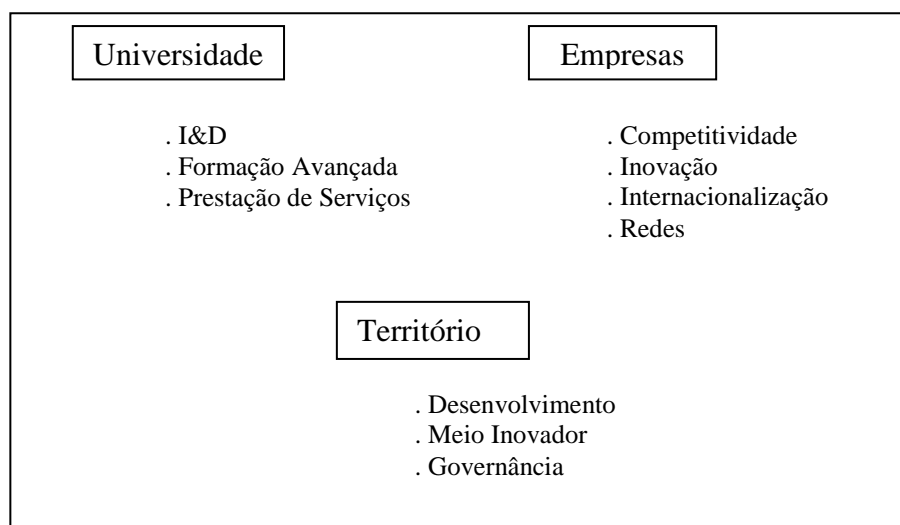 Universidade
Empresas
. I&D
. Formação Avançada
. Prestação de Serviços
. Competitividade
. Inovação
. Internacionalização
. Redes
Território
. Desenvolvimento
. Meio Inovador
. Governância